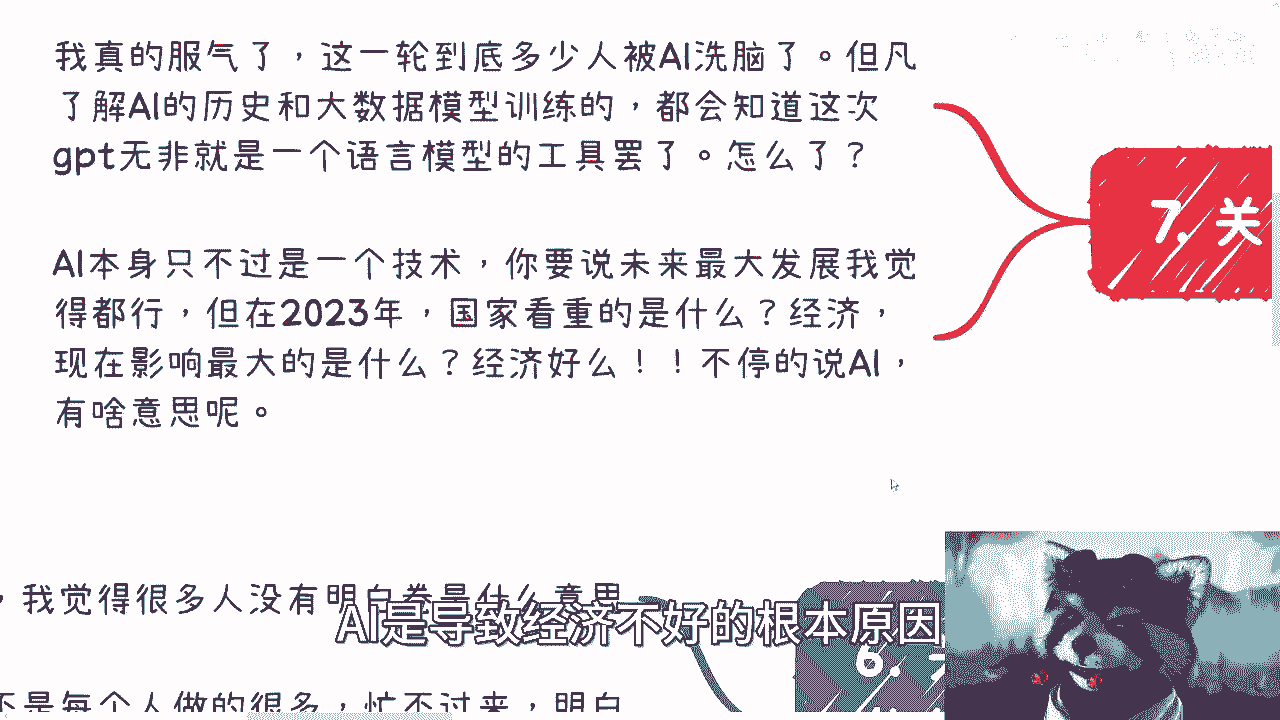 我真的服气了，这一轮到底多少人被AI洗脑了。但凡
了解AI的历史和大数据模型训练的，都会知道这次
gpt无非就是一个语言模型的工具罢了。怎么了？
7. 关
AI本身只不过是一个技术，你要说未来最大发展我觉
得都行，但在2023年，国家看重的是什么？经济，
现在影响最大的是什么？经济好么！！不停的说AI，
有啥意思呢。
，我觉得很多人没有明白卷是什么意思
AI是导致经济不好的根本原因
6.
不是每个人做的很多，忙不过来，明白